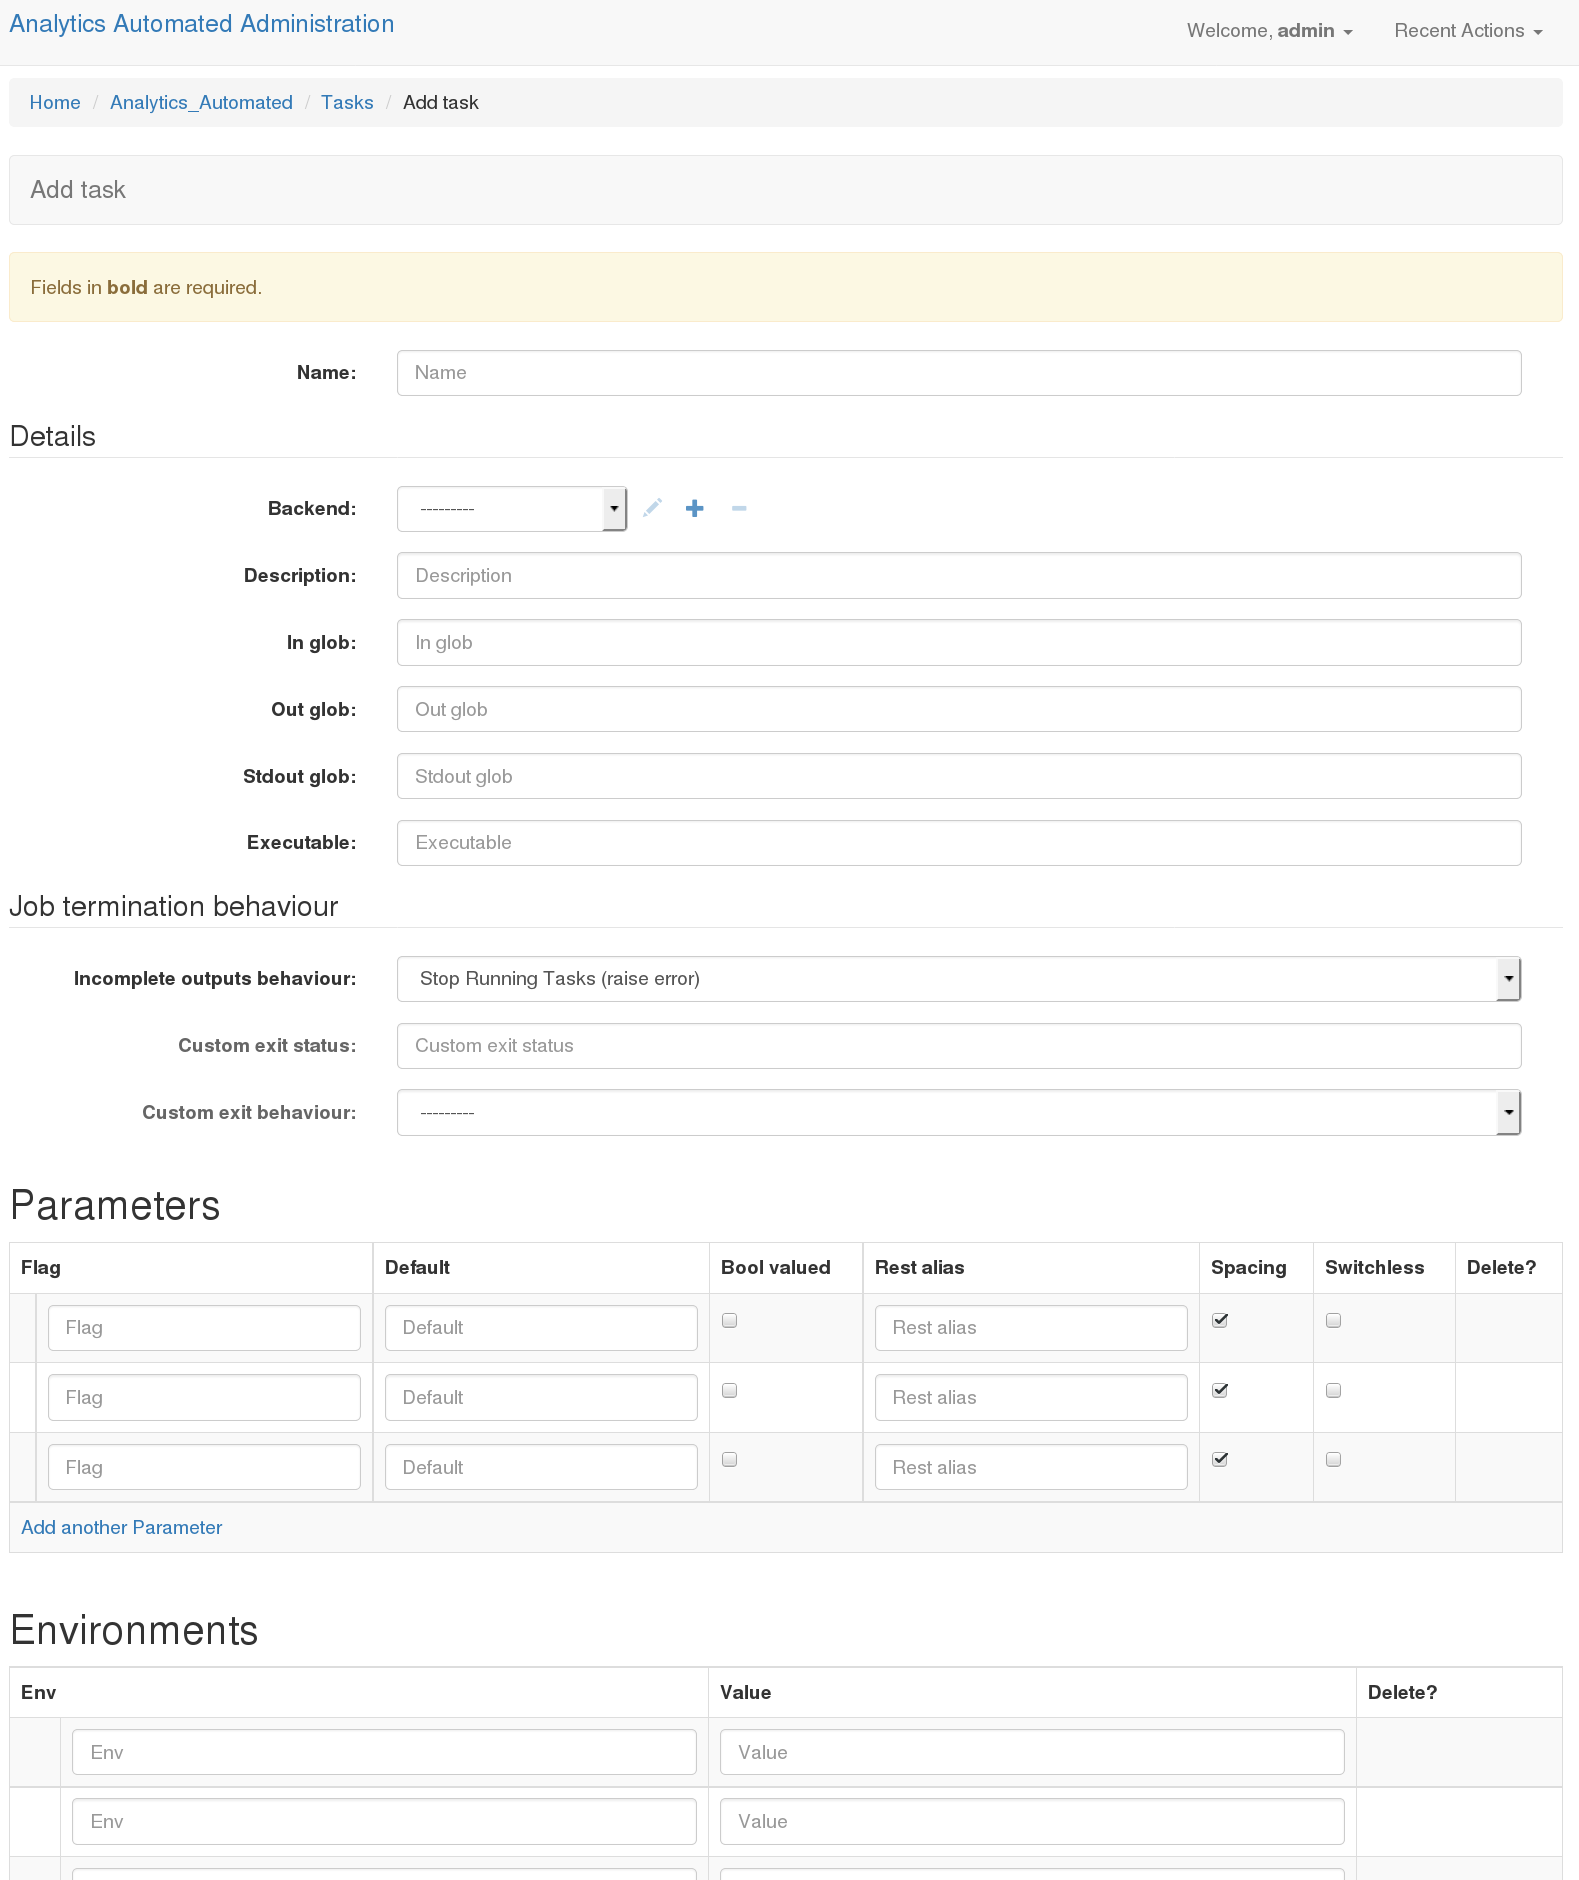 Analytics Automated Administration
Welcome, admin
Recent Actions
Home / Analytics_Automated / Tasks / Add task
Add task
Fields in bold are required.
Name: Name
Details
Backend: ---------
Description: Description
In glob: In glob
Out glob: Out glob
Stdout glob: Stdout glob
Executable: Executable
Job termination behaviour
Incomplete outputs behaviour: Stop Running Tasks (raise error)
Custom exit status: Custom exit status
Custom exit behaviour: ---------
Parameters
Flag Default Bool valued Rest alias Spacing Switchless Delete?
Flag Default Rest alias
Flag Default Rest alias
Flag Default Rest alias
Add another Parameter
Environments
Env Value Delete?
Env Value
Env Value